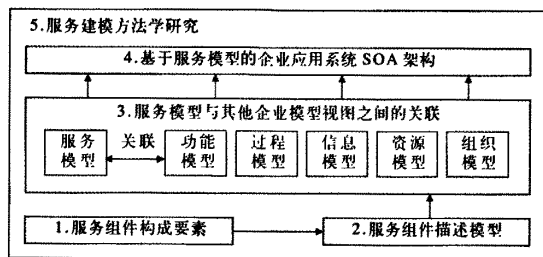 5.服务建模方法学研究
4.基于服务模型的企业应用系统 SOA 架构
3.服务模型与其他企业模型视图之间的关联
服务 关联 功能 过程 信息 资源 组织
模型 模型 模型 模型 模型 模型
1.服务组件构成要素 2.服务组件描述模型